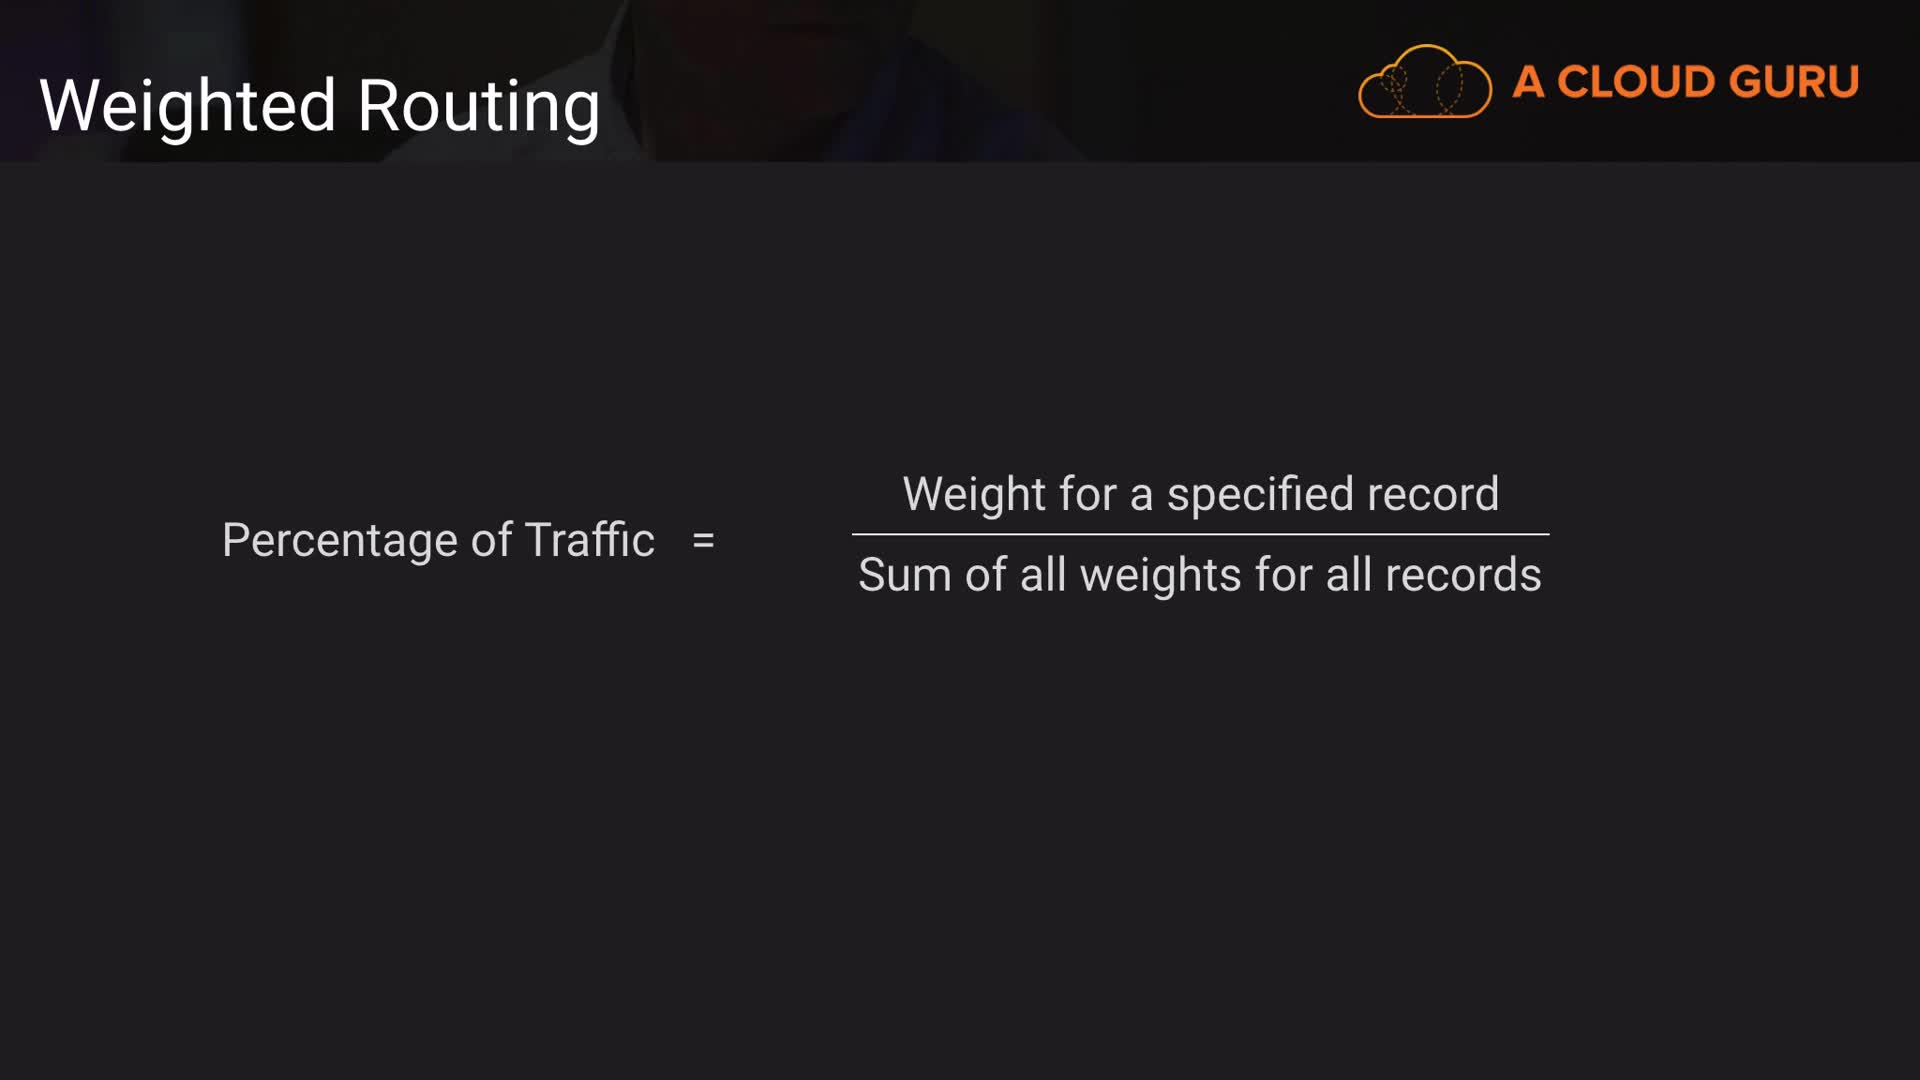 Weighted Routing
A CLOUD GURU
Percentage of Traffic =
Weight for a specified record
Sum of all weights for all records